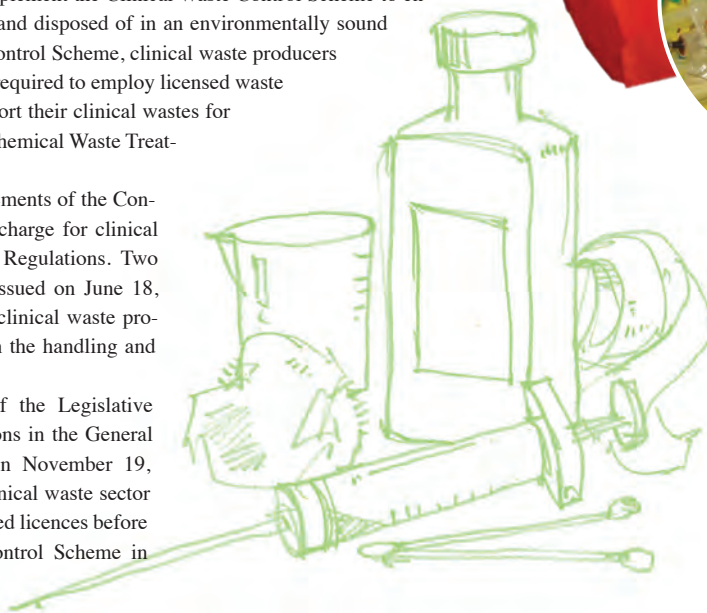 and disposed of in an environmentally sound
ontrol Scheme, clinical waste producers
required to employ licensed waste
ort their clinical wastes for
hemical Waste Treat-
ments of the Con-
charge for clinical
Regulations. Two
ssued on June 18,
clinical waste pro-
the handling and
f the Legislative
ons in the General
n November 19,
nical waste sector
ed licences before
ontrol Scheme in